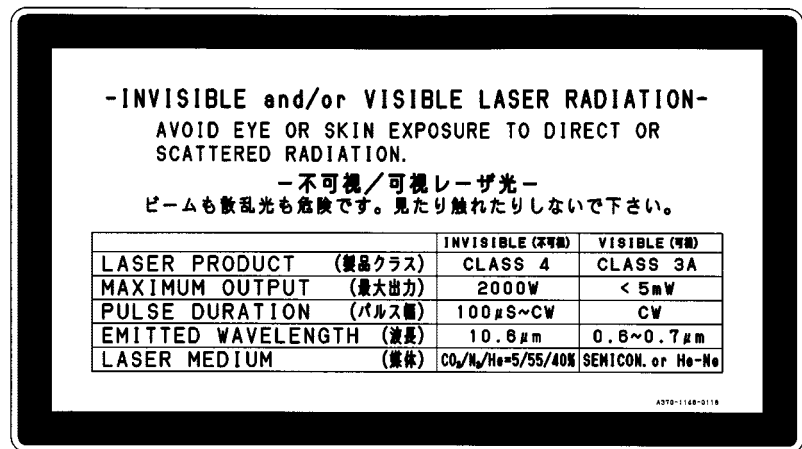 -INVISIBLE and/or VISIBLE LASER RADIATION-
AVOID EYE OR SKIN EXPOSURE TO DIRECT OR
SCATTERED RADIATION.
-不可視/可視レーザ光-
ビームも散乱光も危険です。見たり触れたりしないで下さい。
INVISIBLE(不可視) VISIBLE(可視)
LASER PRODUCT (製品クラス) CLASS 4 CLASS 3A
MAXIMUM OUTPUT (最大出力) 2000W < 5mW
PULSE DURATION (パルス幅) 100μS~CW CW
EMITTED WAVELENGTH (波長) 10.6μm 0.6~0.7μm
LASER MEDIUM (媒体) CO₂/N₂/He=5/55/40% SEMICON. or He-Ne
A370-1148-0118